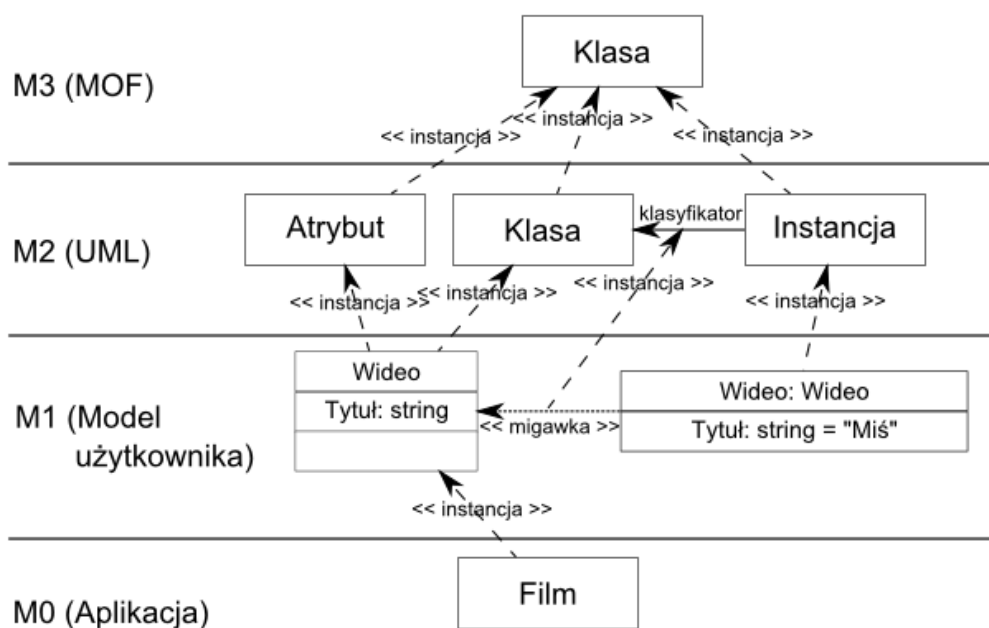 Klasa
M3 (MOF)
<< instancja >>
<< instancja >>
<< instancja >>
Atrybut
Klasa
klasyfikator
Instancja
M2 (UML)
<< instancja >>
<< instancja >>
<< instancja >>
<< instancja >>
Wideo
Tytuł: string
<< migawka >>
Wideo: Wideo
Tytuł: string = "Miś"
M1 (Model
użytkownika)
<< instancja >>
Film
M0 (Aplikacja)